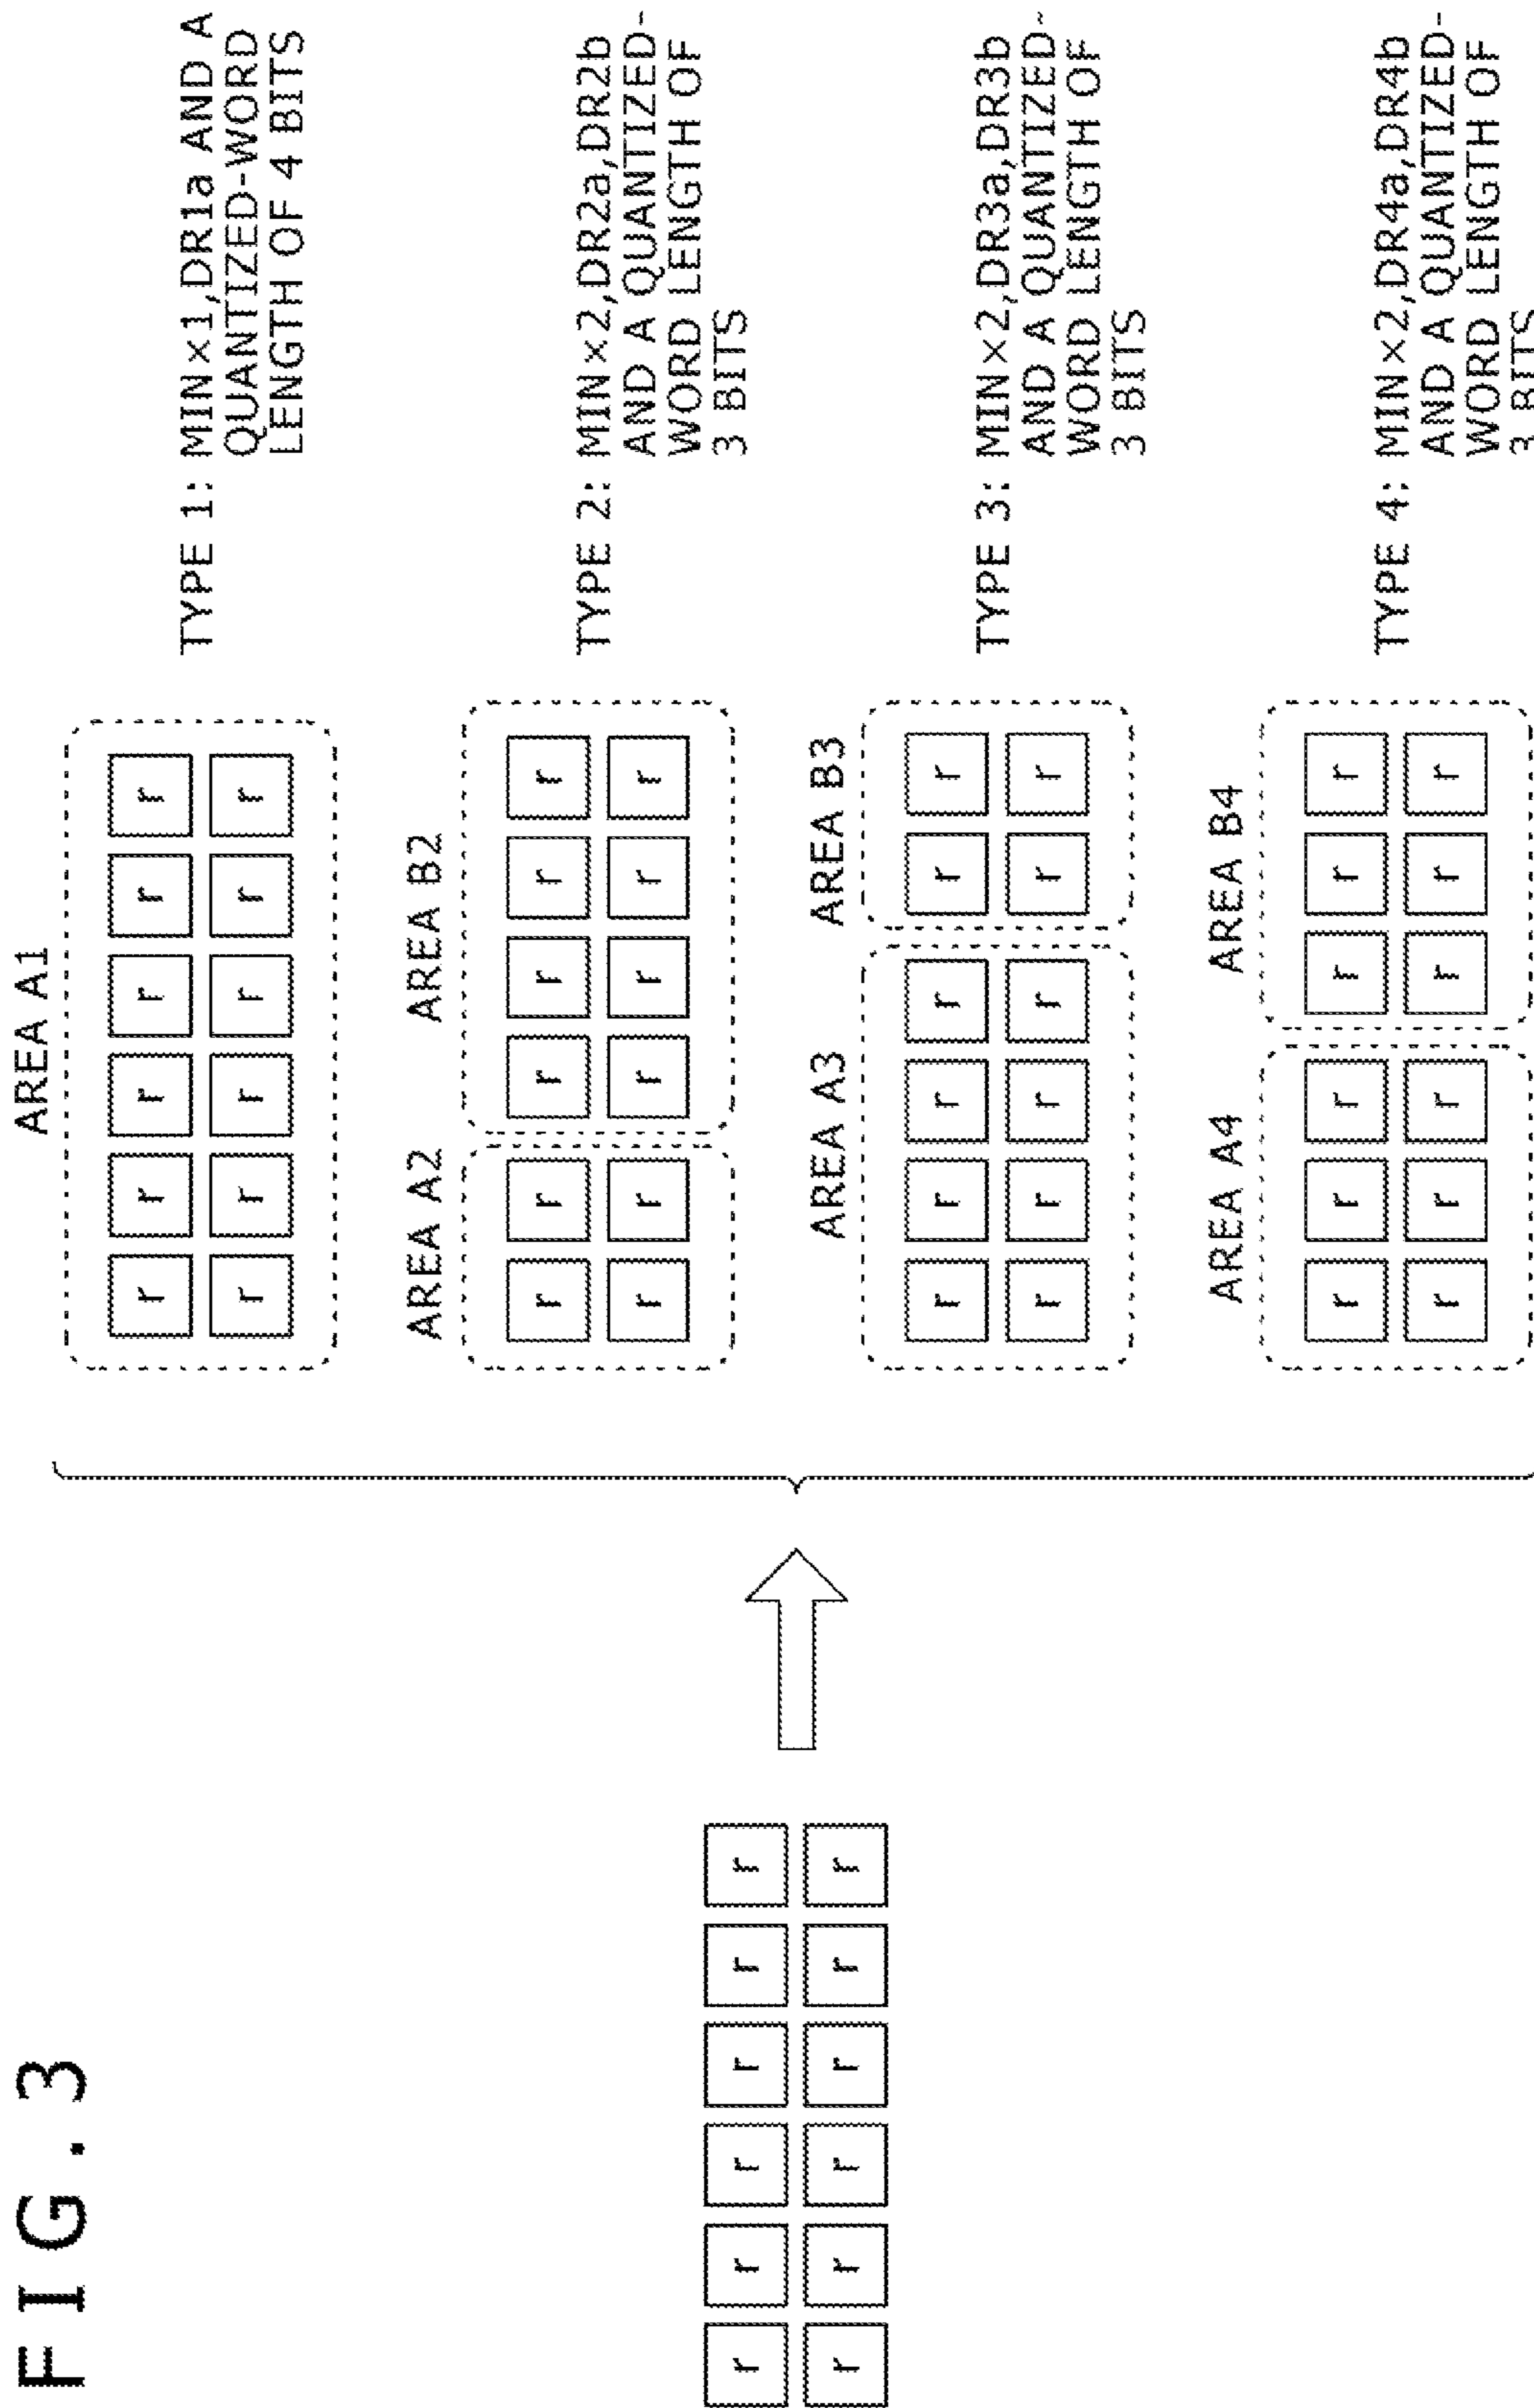 FIG.3
r r r r r r
r r r r r r
AREA A1
r r r r r r
r r r r r r
TYPE 1: MIN×1,DR1a AND A
QUANTIZED-WORD
LENGTH OF 4 BITS
AREA A2 AREA B2
r r r r r r
r r r r r r
TYPE 2: MIN×2,DR2a,DR2b
AND A QUANTIZED-
WORD LENGTH OF
3 BITS
AREA A3 AREA B3
r r r r r r
r r r r r r
TYPE 3: MIN×2,DR3a,DR3b
AND A QUANTIZED-
WORD LENGTH OF
3 BITS
AREA A4 AREA B4
r r r r r r
r r r r r r
TYPE 4: MIN×2,DR4a,DR4b
AND A QUANTIZED-
WORD LENGTH OF
3 BITS